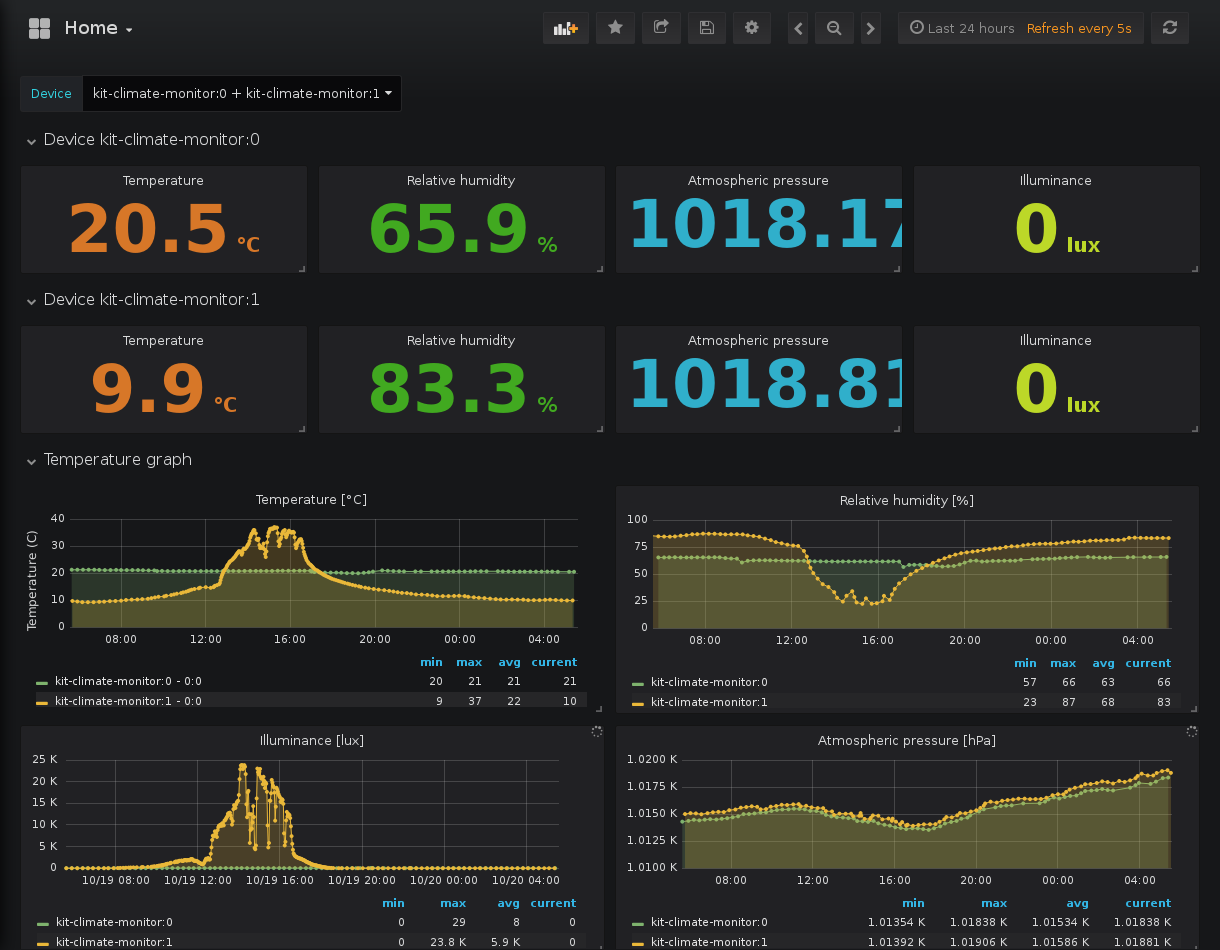 Home
Last 24 hours Refresh every 5s
Device kit-climate-monitor:0 + kit-climate-monitor:1
Device kit-climate-monitor:0
Temperature Relative humidity Atmospheric pressure Illuminance
20.5 °C 65.9 % 1018.17 0 lux
Device kit-climate-monitor:1
Temperature Relative humidity Atmospheric pressure Illuminance
9.9 °C 83.3 % 1018.81 0 lux
Temperature graph
Temperature [°C]
Temperature (C)
40
30
20
10
0
08:00 12:00 16:00 20:00 00:00 04:00
min max avg current
kit-climate-monitor:0 - 0:0 20 21 21 21
kit-climate-monitor:1 - 0:0 9 37 22 10
Relative humidity [%]
100
75
50
25
0
08:00 12:00 16:00 20:00 00:00 04:00
min max avg current
kit-climate-monitor:0 57 66 63 66
kit-climate-monitor:1 23 87 68 83
Illuminance [lux]
25 K
20 K
15 K
10 K
5 K
0
10/19 08:00 10/19 12:00 10/19 16:00 10/19 20:00 10/20 00:00 10/20 04:00
min max avg current
kit-climate-monitor:0 0 29 8 0
kit-climate-monitor:1 0 23.8 K 5.9 K 0
Atmospheric pressure [hPa]
1.0200 K
1.0175 K
1.0150 K
1.0125 K
1.0100 K
08:00 12:00 16:00 20:00 00:00 04:00
min max avg current
kit-climate-monitor:0 1.01354 K 1.01838 K 1.01534 K 1.01838 K
kit-climate-monitor:1 1.01392 K 1.01906 K 1.01586 K 1.01881 K